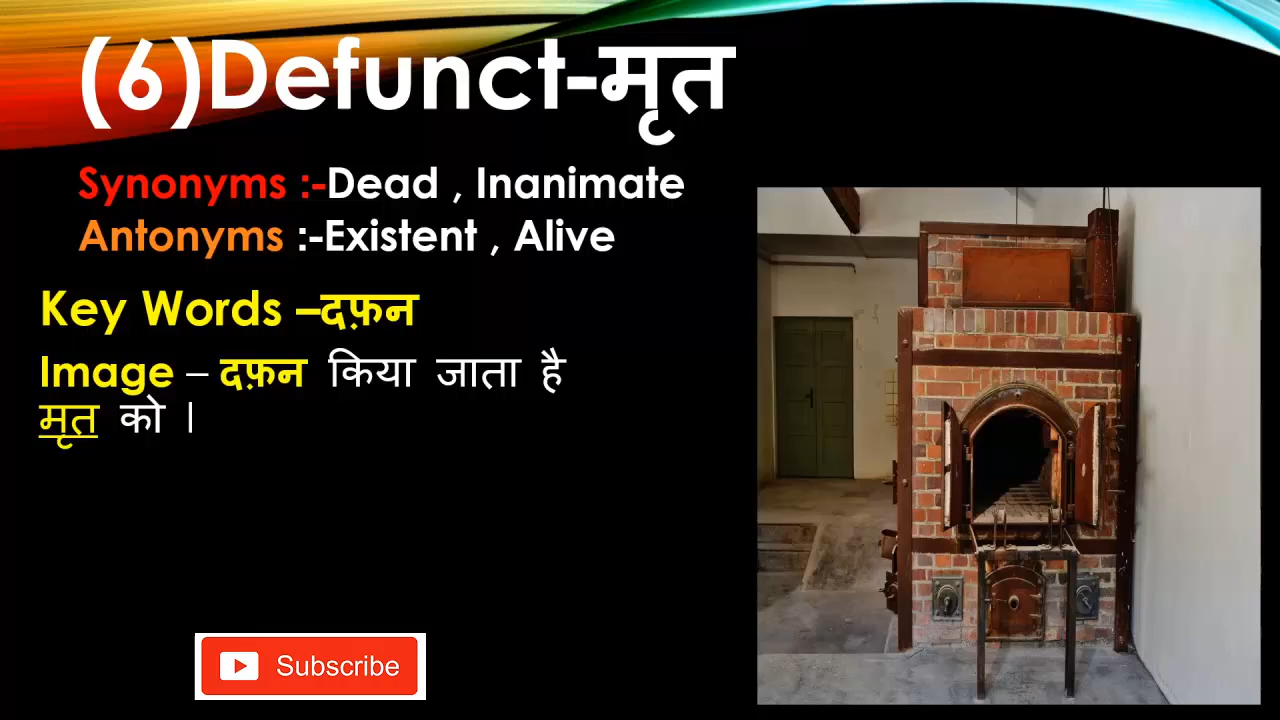 (6)Defunct-मृत
Synonyms :-Dead , Inanimate
Antonyms :-Existent , Alive
Key Words –दफ़न
Image – दफ़न किया जाता है
मृत को ।
Subscribe